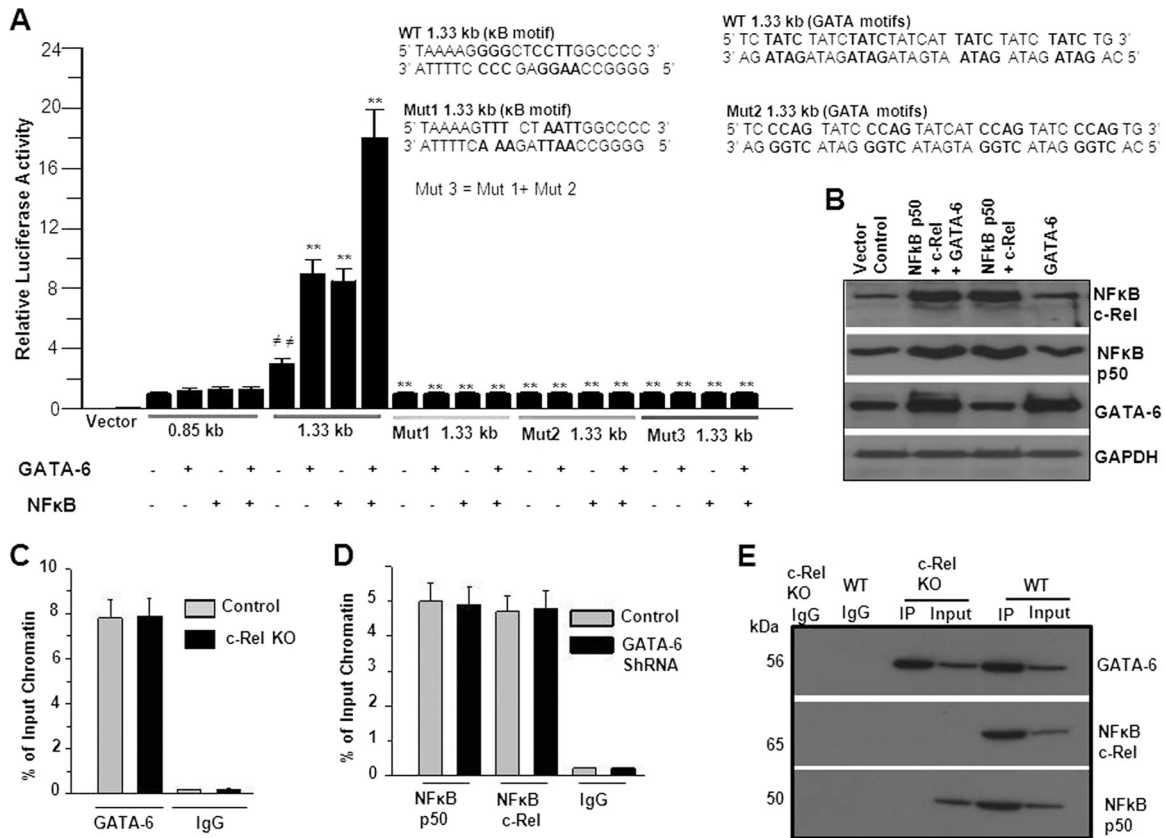 A
Relative Luciferase Activity
24
20
16
12
8
4
2
0
** 
≠ ≠
** **
** ** ** ** ** ** ** ** ** ** ** **
WT 1.33 kb (κB motif)
5' TAAAAGGGGCTCCTTGGCCCC 3'
3' ATTTTC CCC GAGGAACCGGGG 5'
Mut1 1.33 kb (κB motif)
5' TAAAAGTTT CT AATTGGCCCC 3'
3' ATTTTCA AAGATTAACCGGGG 5'
Mut 3 = Mut 1+ Mut 2
WT 1.33 kb (GATA motifs)
5' TC TATC TATCTATCTATCAT TATC TATC TATC TG 3'
3' AG ATAGATAGATAGATAGTA ATAG ATAG ATAG AC 5'
Mut2 1.33 kb (GATA motifs)
5' TC CCAG TATC CCAG TATCAT CCAG TATC CCAG TG 3'
3' AG GGTC ATAG GGTC ATAGTA GGTC ATAG GGTC AC 5'
Vector 0.85 kb 1.33 kb Mut1 1.33 kb Mut2 1.33 kb Mut3 1.33 kb
GATA-6 - + - + - + - + - + - + - + - + - + - +
NFκB - - + + - - + + - - + + - - + + - - + +
B
Vector Control
NFkB p50 + c-Rel + GATA-6
NFkB p50 + c-Rel
GATA-6
NFκB c-Rel
NFκB p50
GATA-6
GAPDH
C
% of Input Chromatin
10
8
6
4
2
0
Control
c-Rel KO
GATA-6 IgG
D
% of Input Chromatin
6
5
4
3
2
1
0
Control
GATA-6 ShRNA
NFκB p50
NFκB c-Rel
IgG
E
c-Rel KO IgG
WT IgG
c-Rel KO
IP Input
WT
IP Input
kDa
56 GATA-6
65 NFκB c-Rel
50 NFκB p50